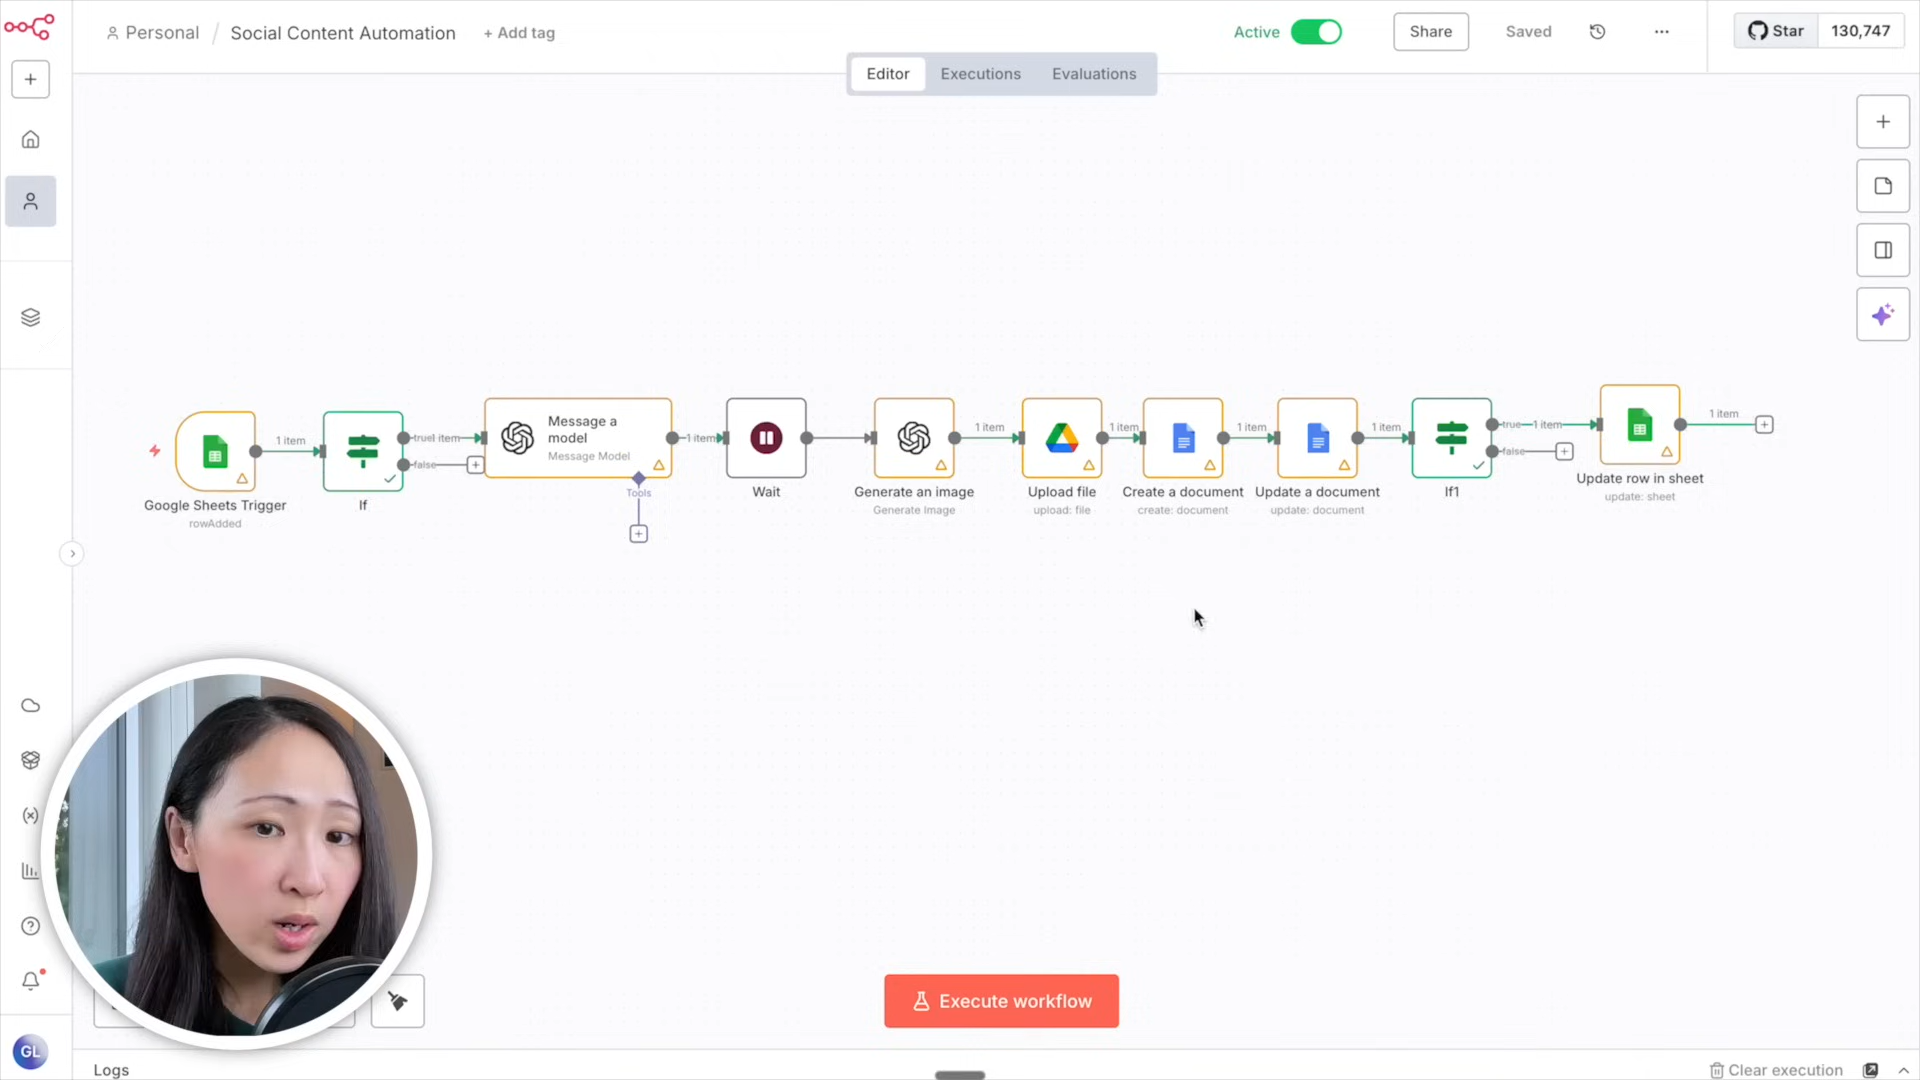 Personal / Social Content Automation + Add tag
Active Share Saved ... Star 130,747
Editor Executions Evaluations
Google Sheets Trigger
rowAdded
1 item
If
true1 item
false
Message a
model
Message Model
Tools
1 item
Wait
Generate an image
Generate Image
1 item
Upload file
upload: file
1 item
Create a document
create: document
1 item
Update a document
update: document
1 item
If1
true 1 item
false
Update row in sheet
update: sheet
1 item
Execute workflow
GL
Logs
Clear execution